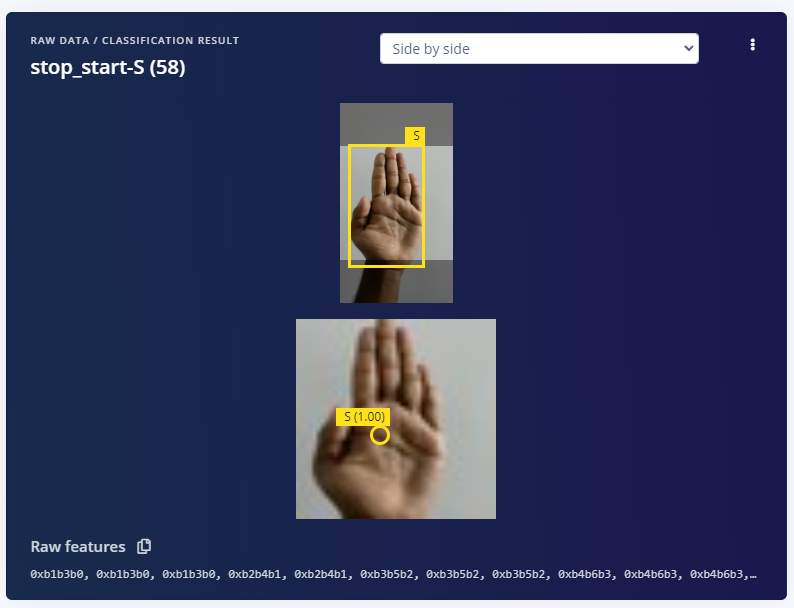 RAW DATA / CLASSIFICATION RESULT
stop_start-S (58)
Side by side
S
S (1.00)
Raw features
0xb1b3b0, 0xb1b3b0, 0xb1b3b0, 0xb2b4b1, 0xb2b4b1, 0xb3b5b2, 0xb3b5b2, 0xb3b5b2, 0xb4b6b3, 0xb4b6b3, 0xb4b6b3,…